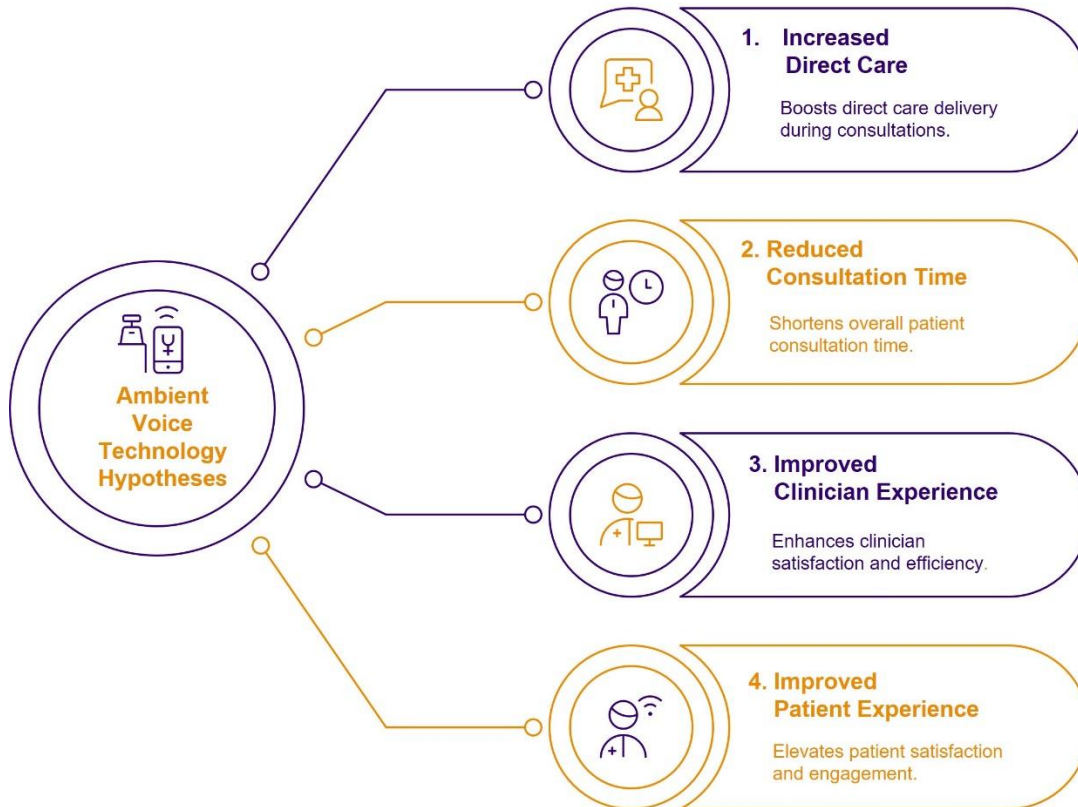 Ambient
Voice
Technology
Hypotheses
1. Increased
Direct Care
Boosts direct care delivery
during consultations.
2. Reduced
Consultation Time
Shortens overall patient
consultation time.
3. Improved
Clinician Experience
Enhances clinician
satisfaction and efficiency.
4. Improved
Patient Experience
Elevates patient satisfaction
and engagement.